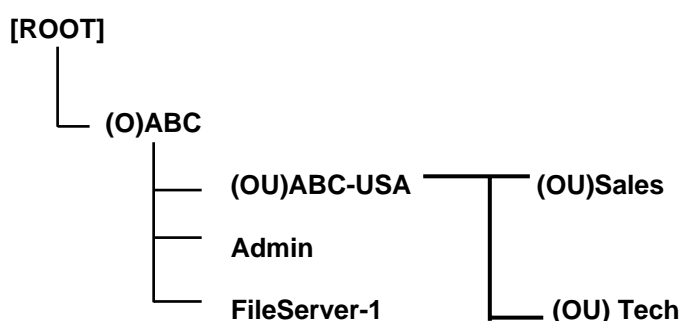 [ROOT]
(O)ABC
(OU)ABC-USA
(OU)Sales
Admin
FileServer-1
(OU) Tech